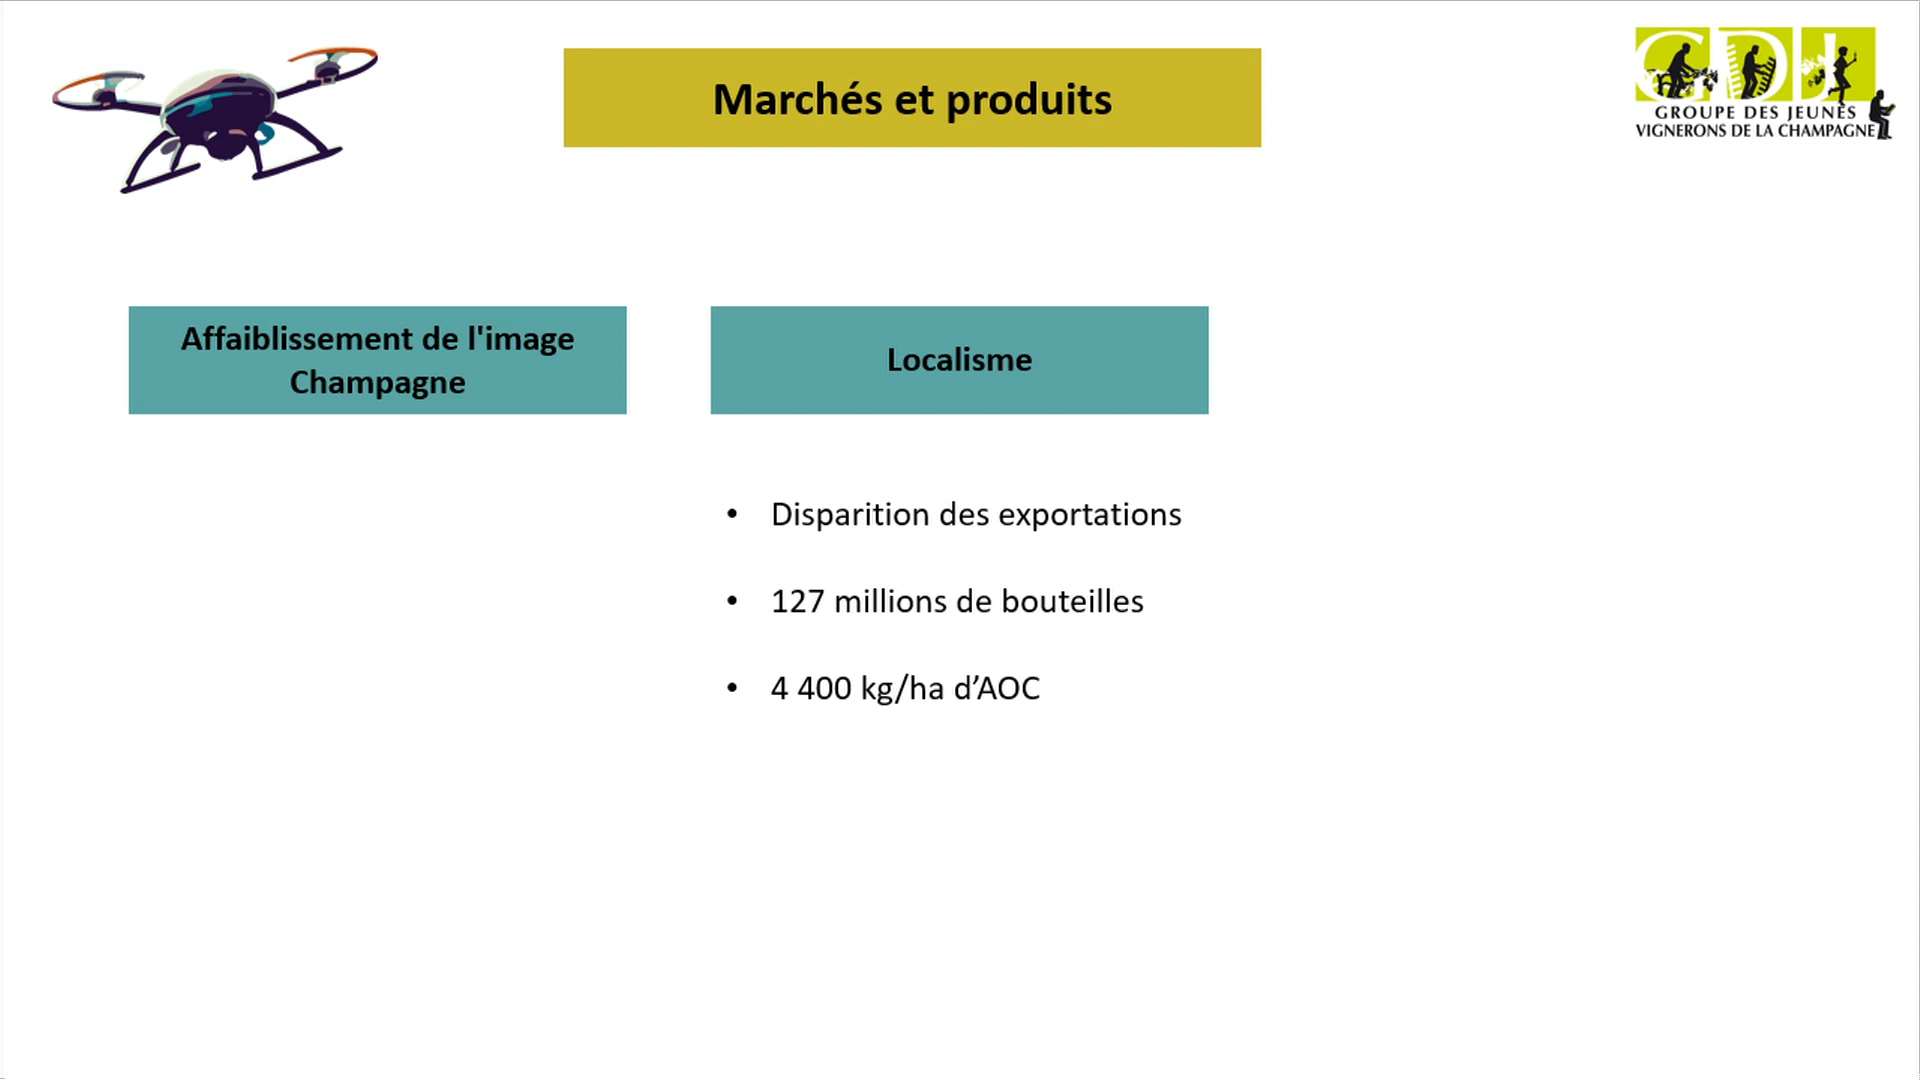 Marchés et produits
GDJ
GROUPE DES JEUNES
VIGNERONS DE LA CHAMPAGNE
Affaiblissement de l'image
Champagne
Localisme
• Disparition des exportations
• 127 millions de bouteilles
• 4 400 kg/ha d’AOC